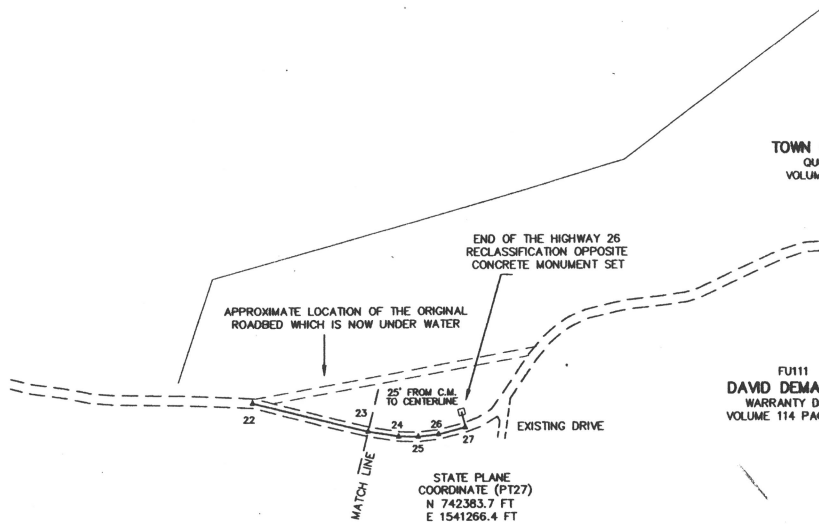 TOWN
QU
VOLUM
END OF THE HIGHWAY 26
RECLASSIFICATION OPPOSITE
CONCRETE MONUMENT SET
APPROXIMATE LOCATION OF THE ORIGINAL
ROADBED WHICH IS NOW UNDER WATER
25' FROM C.M.
TO CENTERLINE
FU111
DAVID DEMA
WARRANTY D
VOLUME 114 PAG
22
23
24
25
26
27
EXISTING DRIVE
MATCH LINE
STATE PLANE
COORDINATE (PT27)
N 742383.7 FT
E 1541266.4 FT